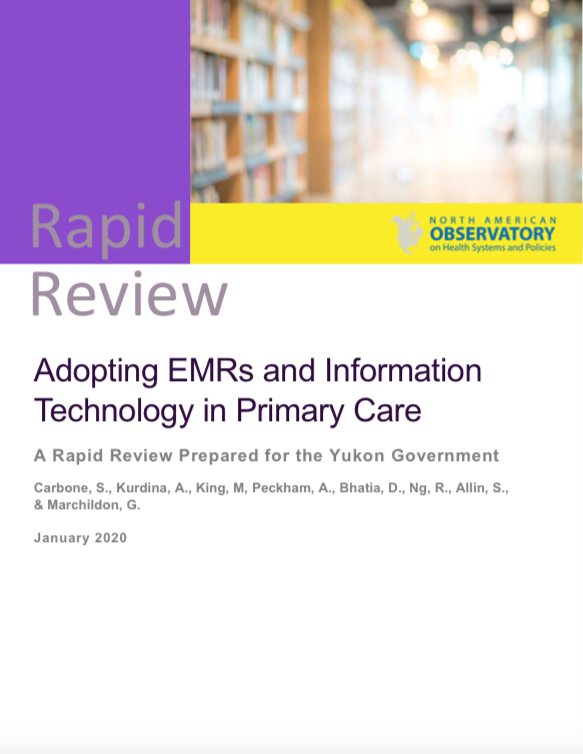 Rapid
Review
NORTH AMERICAN
OBSERVATORY
on Health Systems and Policies
Adopting EMRs and Information
Technology in Primary Care
A Rapid Review Prepared for the Yukon Government
Carbone, S., Kurdina, A., King, M, Peckham, A., Bhatia, D., Ng, R., Allin, S.,
& Marchildon, G.
January 2020